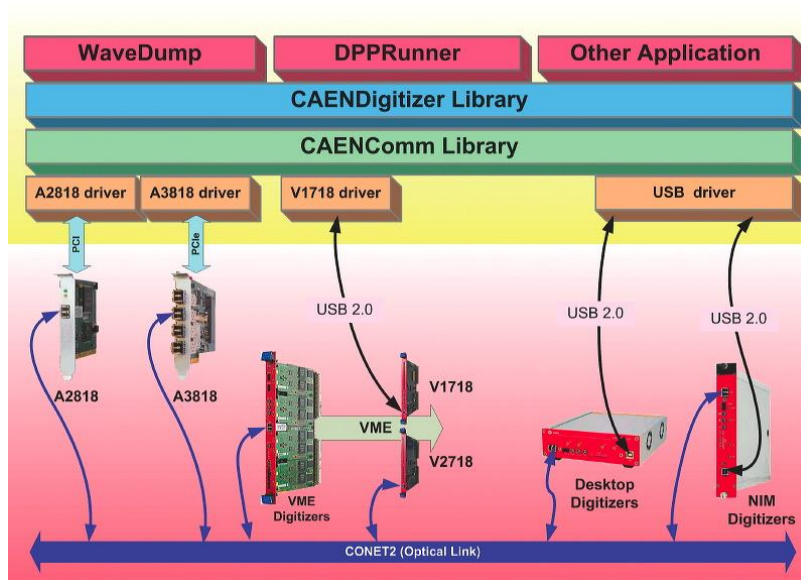 WaveDump
DPPRunner
Other Application
CAENDigitizer Library
CAENComm Library
A2818 driver
A3818 driver
V1718 driver
USB driver
PCI
PCIe
USB 2.0
USB 2.0
USB 2.0
A2818
A3818
V1718
VME
V2718
VME
Digitizers
Desktop
Digitizers
NIM
Digitizers
CONET2 (Optical Link)